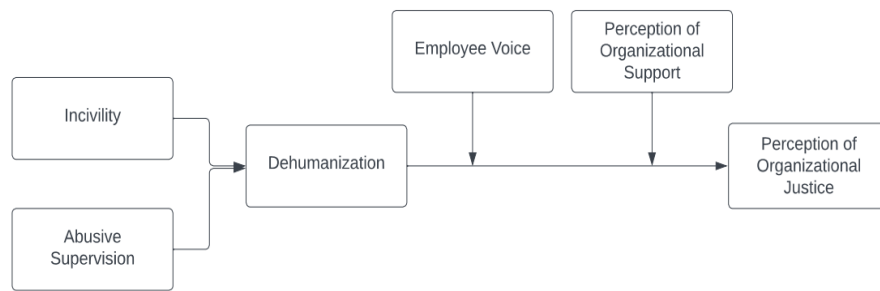 Employee Voice
Perception of
Organizational
Support
Incivility
Dehumanization
Perception of
Organizational
Justice
Abusive
Supervision